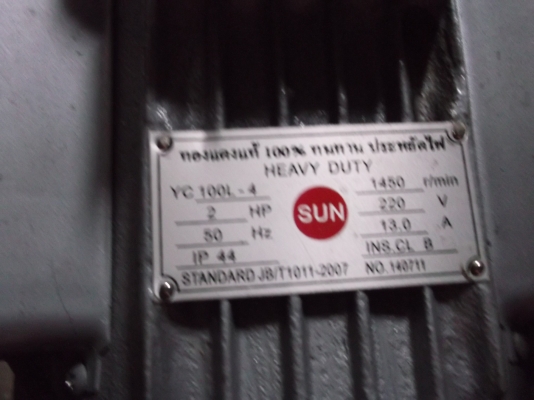 ทองแดงแท้ 100% ทนทาน ประหยัดไฟ
HEAVY DUTY
YC 100L-4 1450 r/min
2 HP SUN 220 V
50 Hz 13.0 A
IP 44 INS.CL B
STANDARD JB/T1011-2007 NO.140711